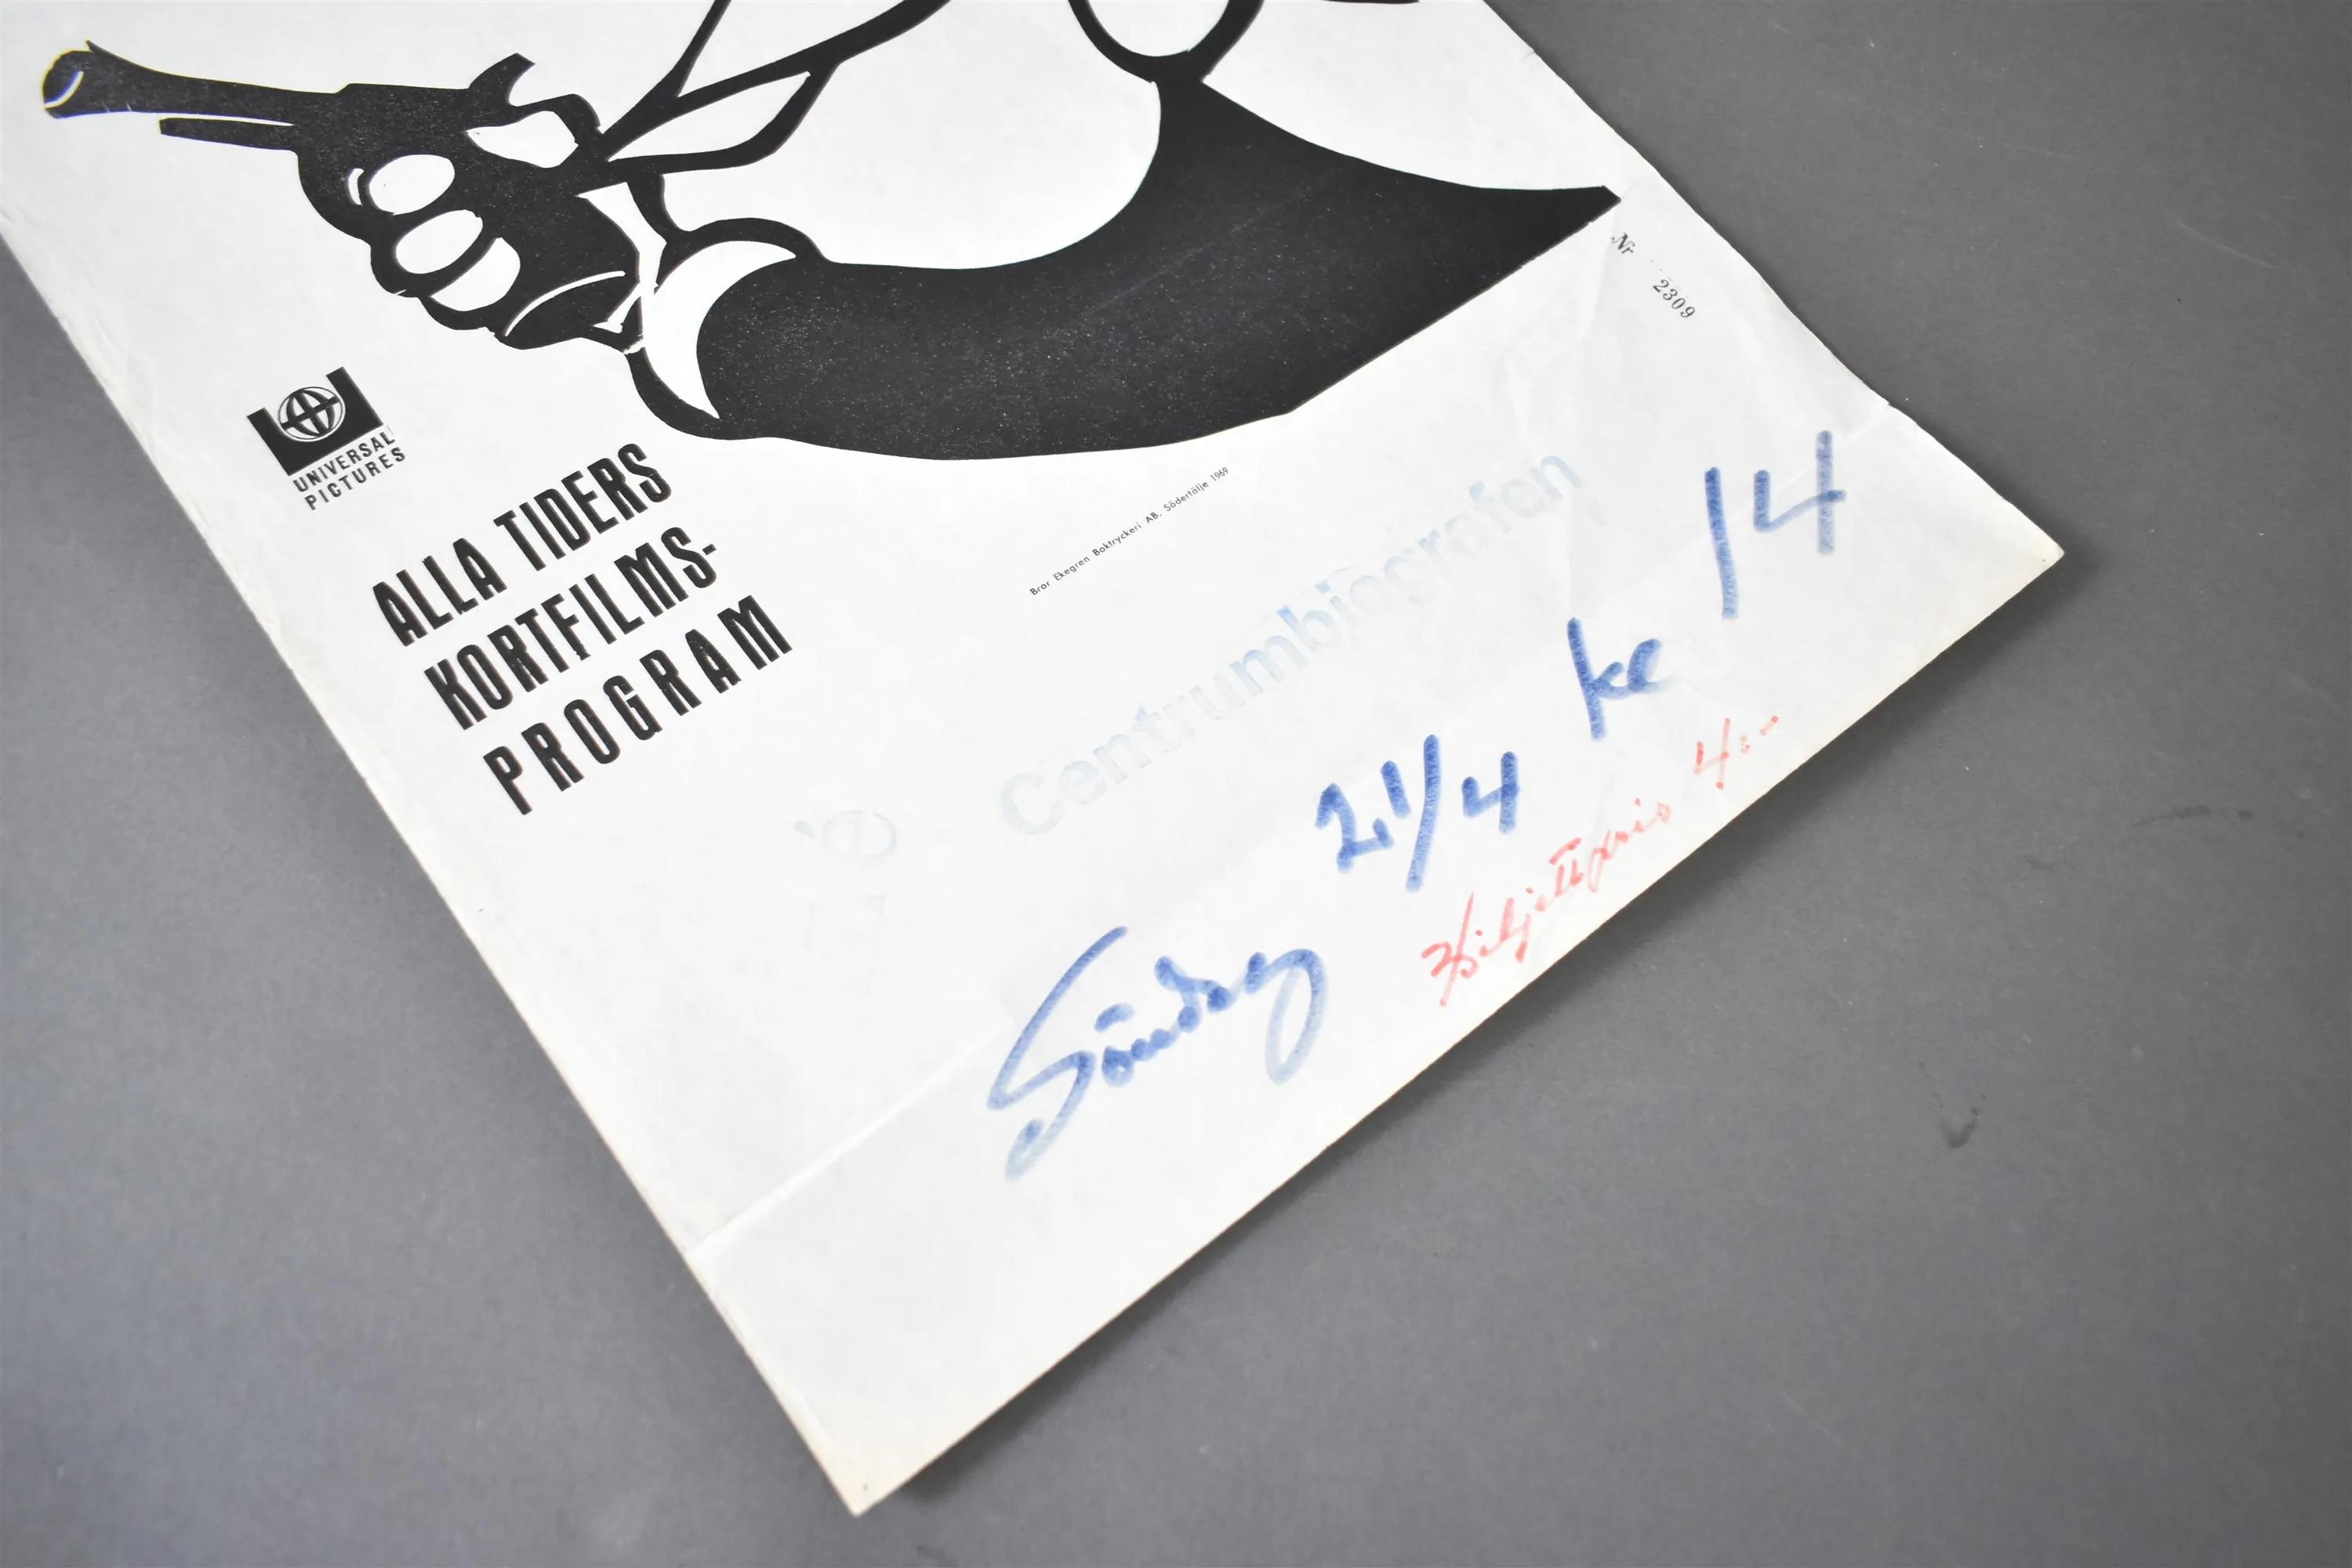 Nr 2309
UNIVERSAL
PICTURES
ALLA TIDERS
KORTFILMS-
PROGRAM
Bror Ekegren Boktryckeri AB, Södertälje 1969
Centrumbiografen
Söndag 21/4 kl 14
Biljettpris 4:-